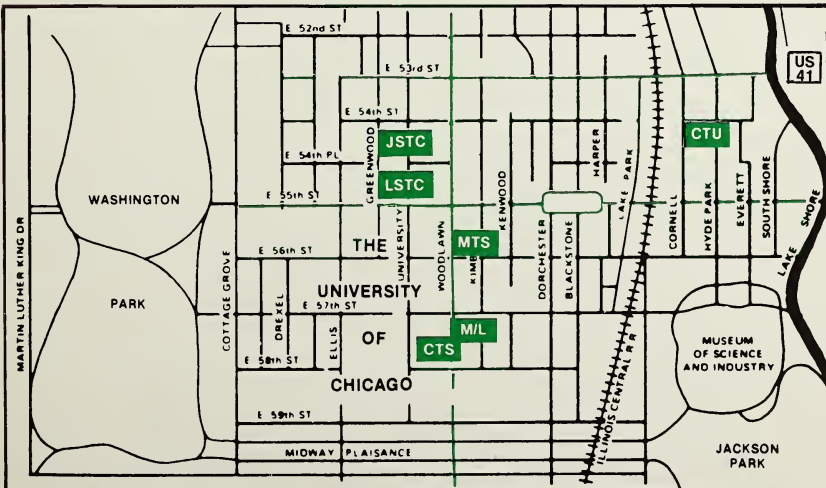 E 52nd ST
E 53rd ST
US
41
E 54th ST
JSTC
CTU
E 54th PL
GREENWOOD
HARPER
LAKE PARK
LSTC
KENWOOD
WASHINGTON
E 55th ST
UNIVERSITY
WOODLAWN
DORCHESTER
BLACKSTONE
CORNELL
HYDE PARK
EVERETT
SOUTH SHORE
LAKE SHORE
THE
MTS
KIMB
E 56th ST
MARTIN LUTHER KING DR
COTTAGE GROVE
DREXEL
UNIVERSITY
PARK
E 57th ST
ELLIS
OF
M/L
CTS
MUSEUM
OF SCIENCE
AND INDUSTRY
E 58th ST
CHICAGO
ILLINOIS CENTRAL R R
E 59th ST
MIDWAY PLAISANCE
JACKSON
PARK